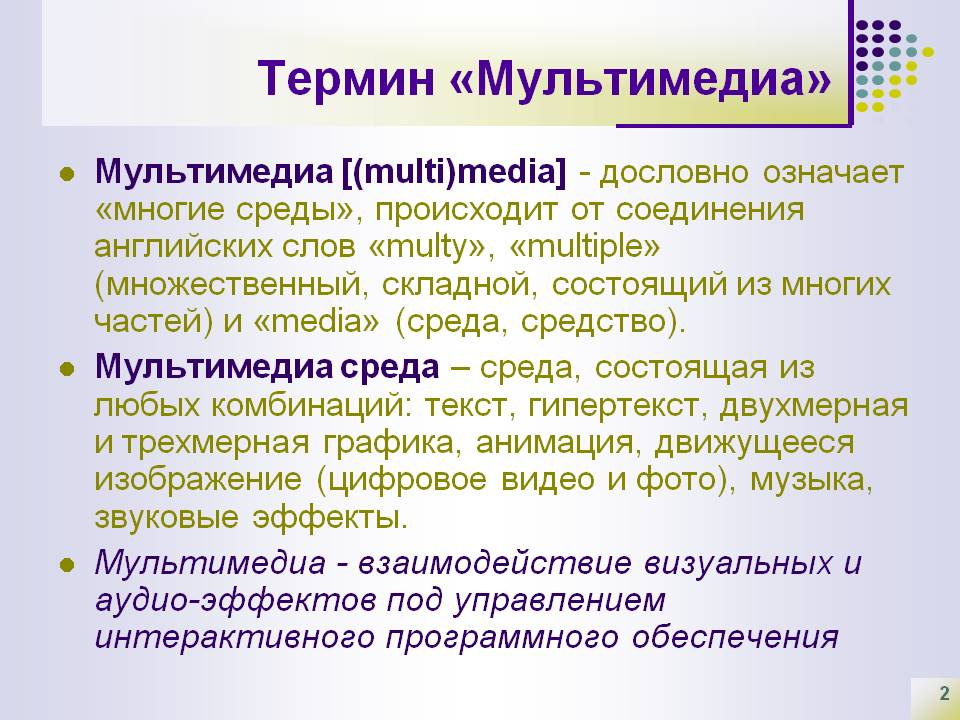 Термин «Мультимедиа»
Мультимедиа [(multi)media] - дословно означает
«многие среды», происходит от соединения
английских слов «multy», «multiple»
(множественный, складной, состоящий из многих
частей) и «media» (среда, средство).
Мультимедиа среда – среда, состоящая из
любых комбинаций: текст, гипертекст, двухмерная
и трехмерная графика, анимация, движущееся
изображение (цифровое видео и фото), музыка,
звуковые эффекты.
Мультимедиа - взаимодействие визуальных и
аудио-эффектов под управлением
интерактивного программного обеспечения
2